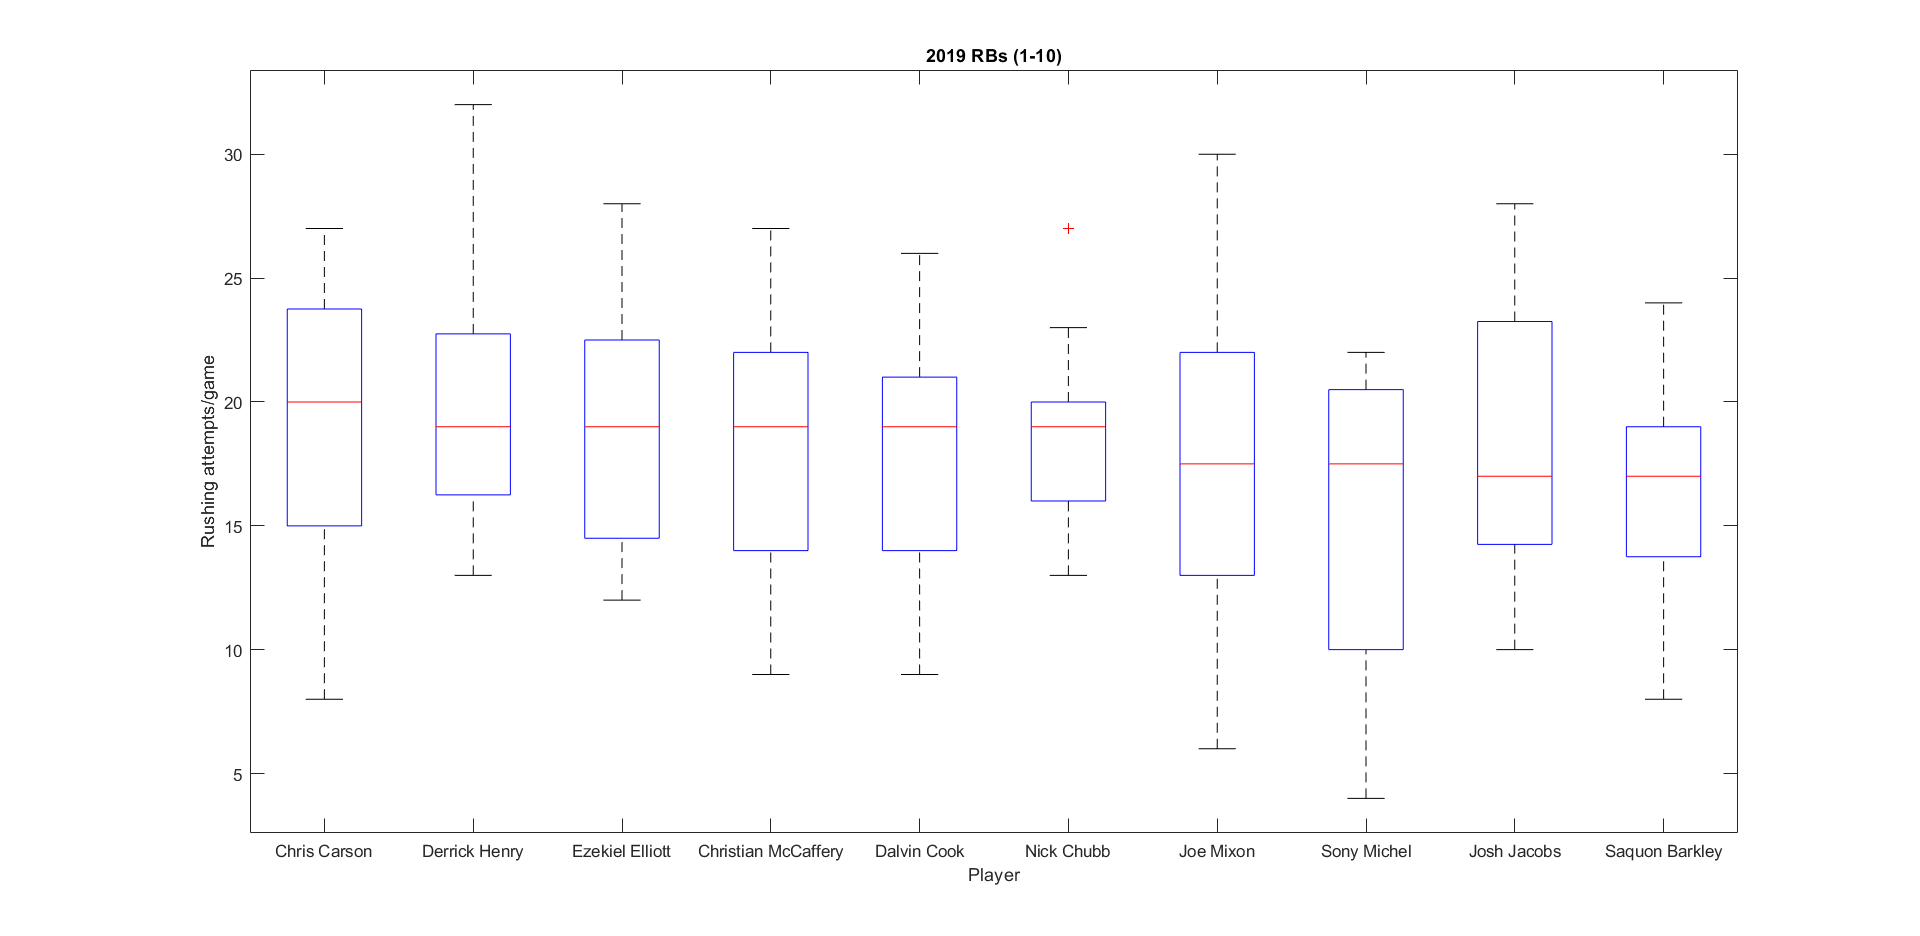 2019 RBs (1-10)
Rushing attempts/game
30
25
20
15
10
5
Chris Carson Derrick Henry Ezekiel Elliott Christian McCaffery Dalvin Cook Nick Chubb Joe Mixon Sony Michel Josh Jacobs Saquon Barkley
Player